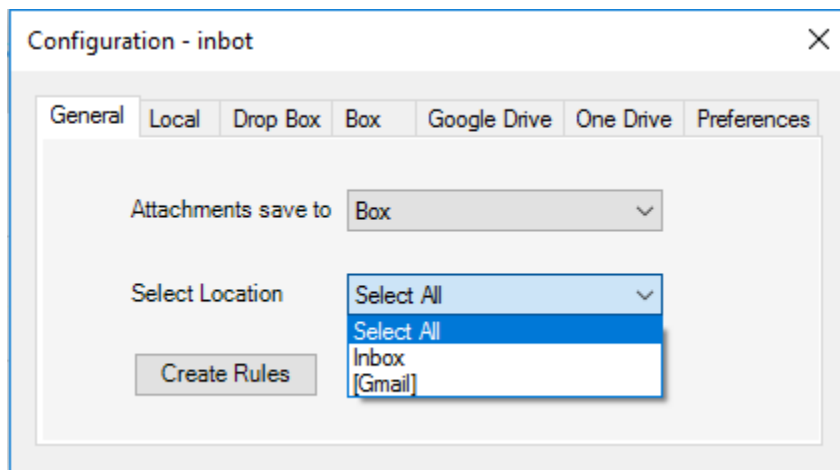 Configuration - inbot
General Local Drop Box Box Google Drive One Drive Preferences
Attachments save to Box
Select Location Select All
Select All
Inbox
[Gmail]
Create Rules